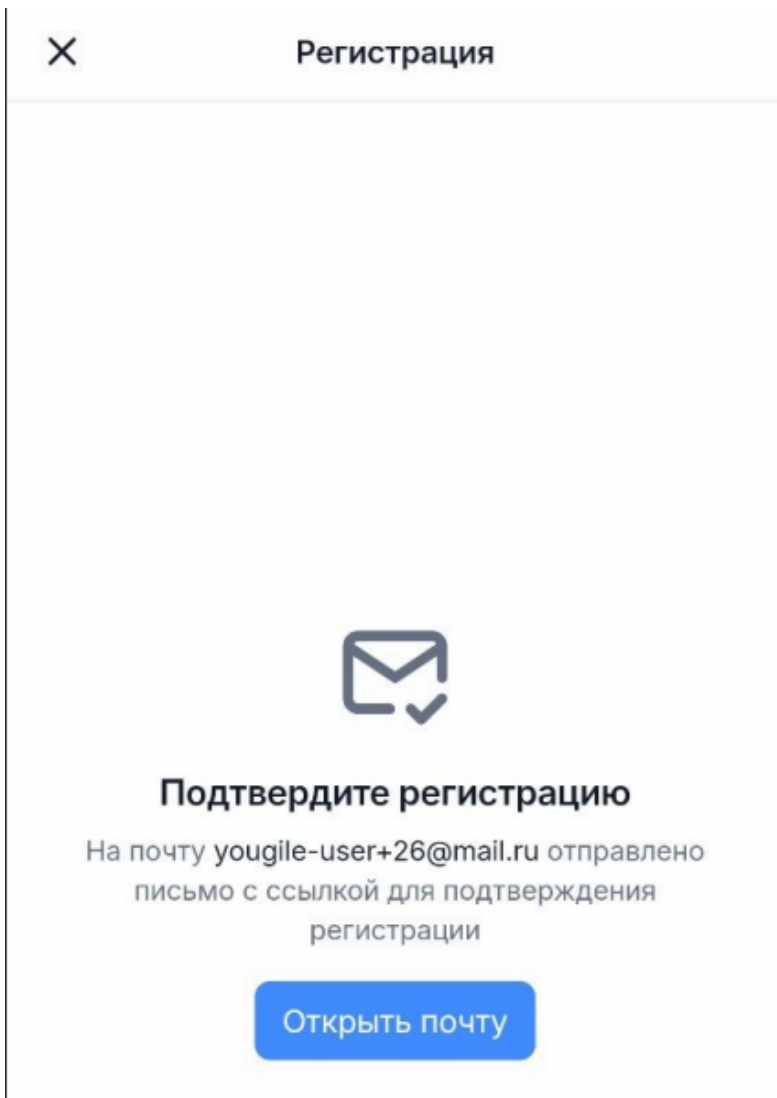 Регистрация
Подтвердите регистрацию
На почту yougile-user+26@mail.ru отправлено
письмо с ссылкой для подтверждения
регистрации
Открыть почту